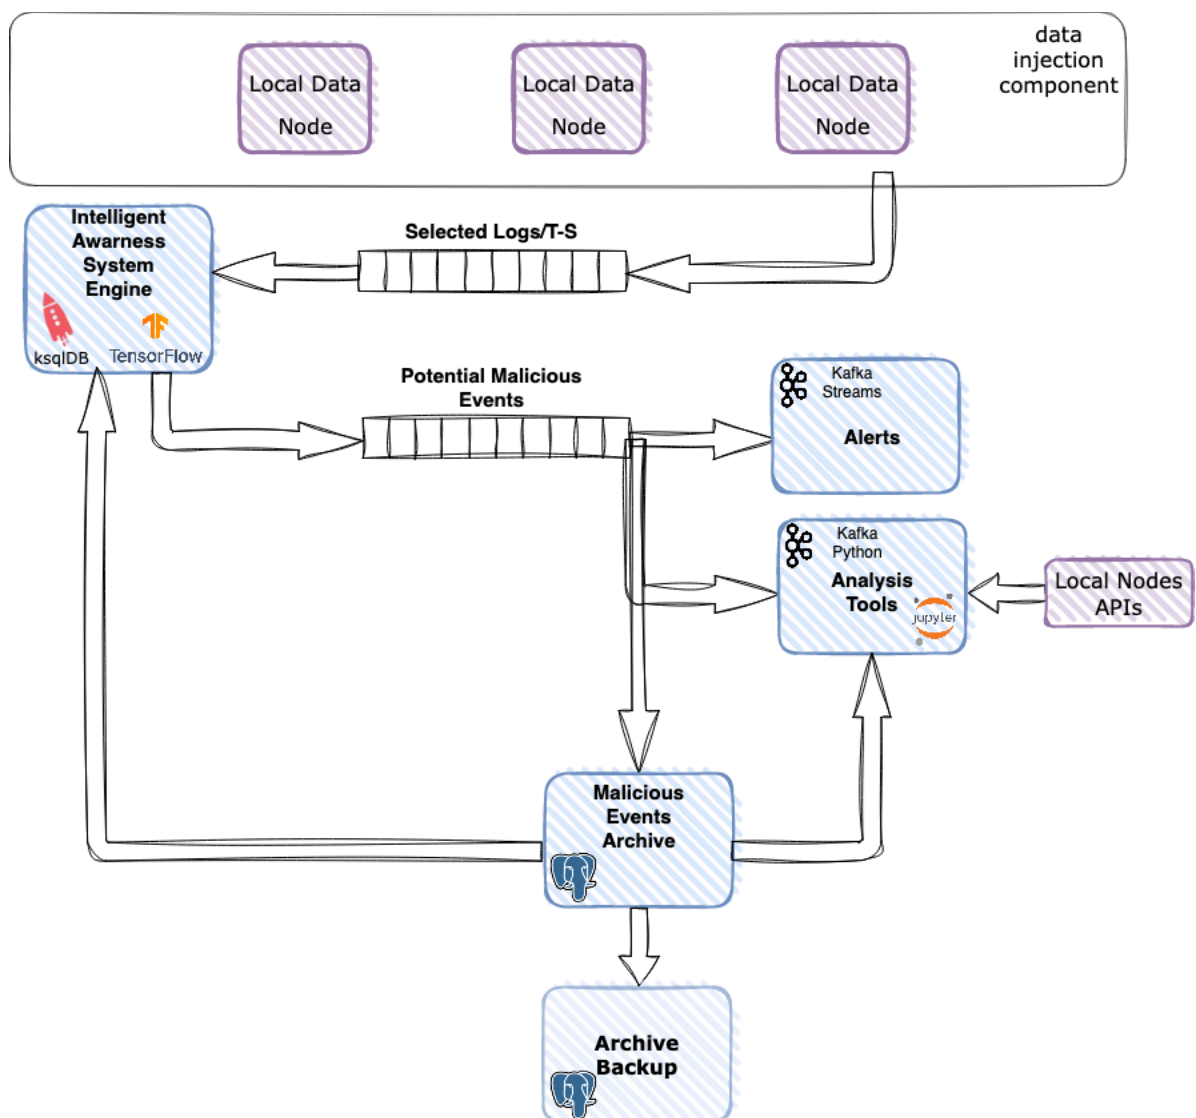 data
injection
component
Local Data
Node
Local Data
Node
Local Data
Node
Intelligent
Awarness
System
Engine
ksqlDB
TensorFlow
Selected Logs/T-S
Potential Malicious
Events
Kafka
Streams
Alerts
Kafka
Python
Analysis
Tools
jupyter
Local Nodes
APIs
Malicious
Events
Archive
Archive
Backup